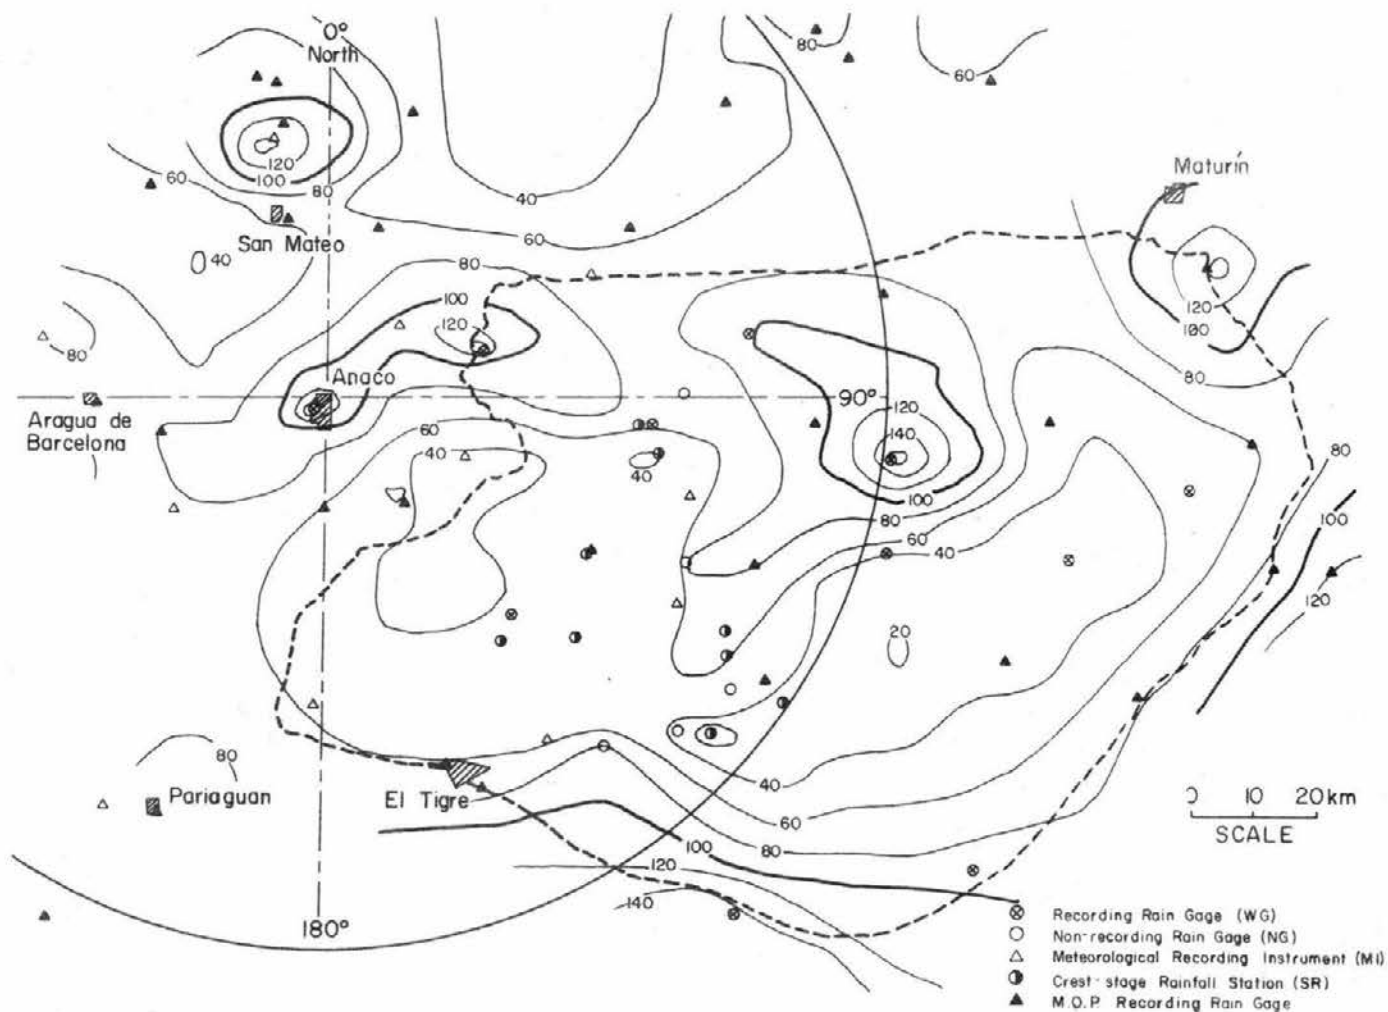 0°
North
80
60
120
100
60
80
40
Maturín
San Mateo
60
40
80
100
120
120
100
80
80
Anaco
90°
120
140
Aragua de
Barcelona
60
40
40
100
80
60
40
80
100
120
20
80
Pariaguan
El Tigre
40
60
80
100
120
140
180°
0 10 20 km
SCALE
Recording Rain Gage (WG)
Non-recording Rain Gage (NG)
Meteorological Recording Instrument (MI)
Crest-stage Rainfall Station (SR)
M.O.P. Recording Rain Gage